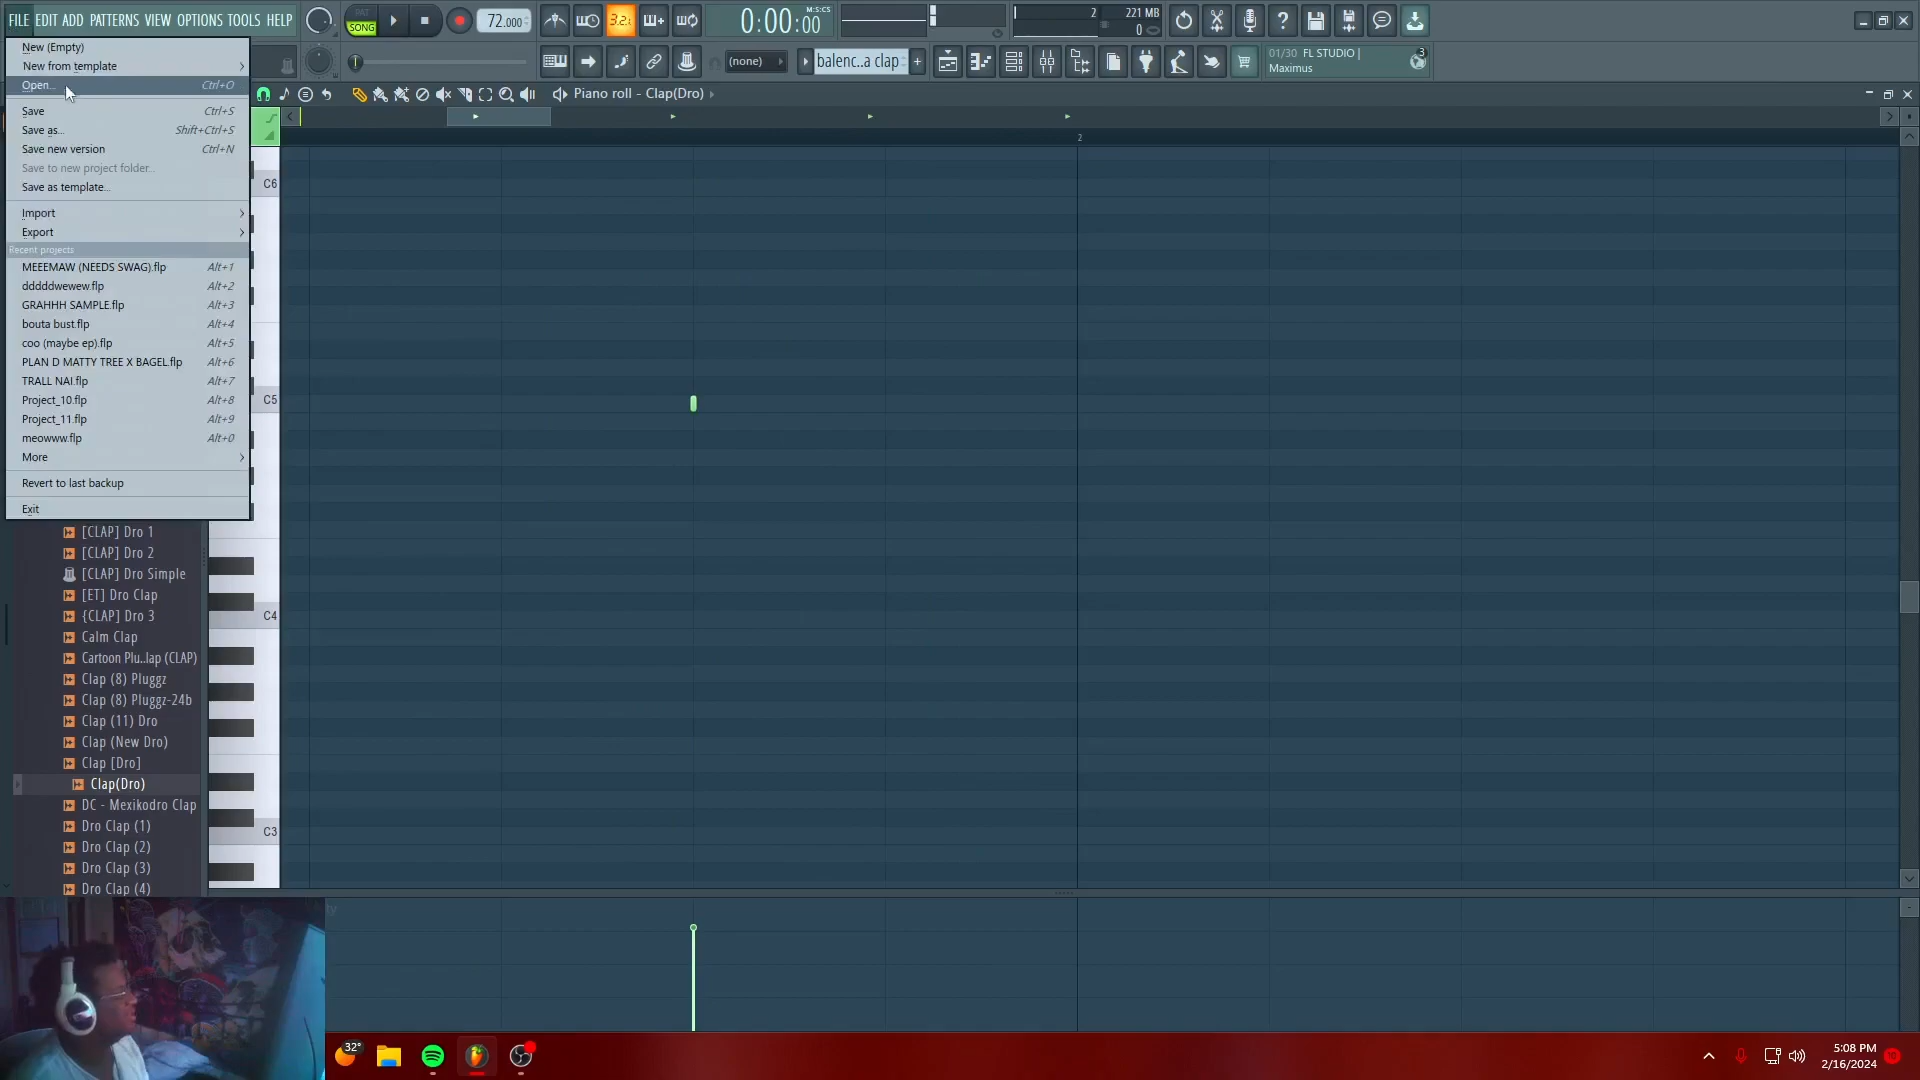 FILE EDIT ADD PATTERNS VIEW OPTIONS TOOLS HELP
PAT
SONG
72.000
3.2.
0:00:00
M:S:CS
2
221 MB
0
(none)
balenc..a clap
01/30 FL STUDIO |
Maximus
3
New (Empty)
New from template
Open... Ctrl+O
Save Ctrl+S
Save as... Shift+Ctrl+S
Save new version Ctrl+N
Save to new project folder...
Save as template...
Import
Export
Recent projects
MEEEMAW (NEEDS SWAG).flp Alt+1
dddddwewew.flp Alt+2
GRAHHH SAMPLE.flp Alt+3
bouta bust.flp Alt+4
coo (maybe ep).flp Alt+5
PLAN D MATTY TREE X BAGEL.flp Alt+6
TRALL NAI.flp Alt+7
Project_10.flp Alt+8
Project_11.flp Alt+9
meowww.flp Alt+0
More
Revert to last backup
Exit
Piano roll - Clap(Dro)
2
C6
C5
C4
C3
[CLAP] Dro 1
[CLAP] Dro 2
[CLAP] Dro Simple
[ET] Dro Clap
{CLAP] Dro 3
Calm Clap
Cartoon Plu..lap (CLAP)
Clap (8) Pluggz
Clap (8) Pluggz-24b
Clap (11) Dro
Clap (New Dro)
Clap [Dro]
Clap(Dro)
DC - Mexikodro Clap
Dro Clap (1)
Dro Clap (2)
Dro Clap (3)
Dro Clap (4)
32°
5:08 PM
2/16/2024